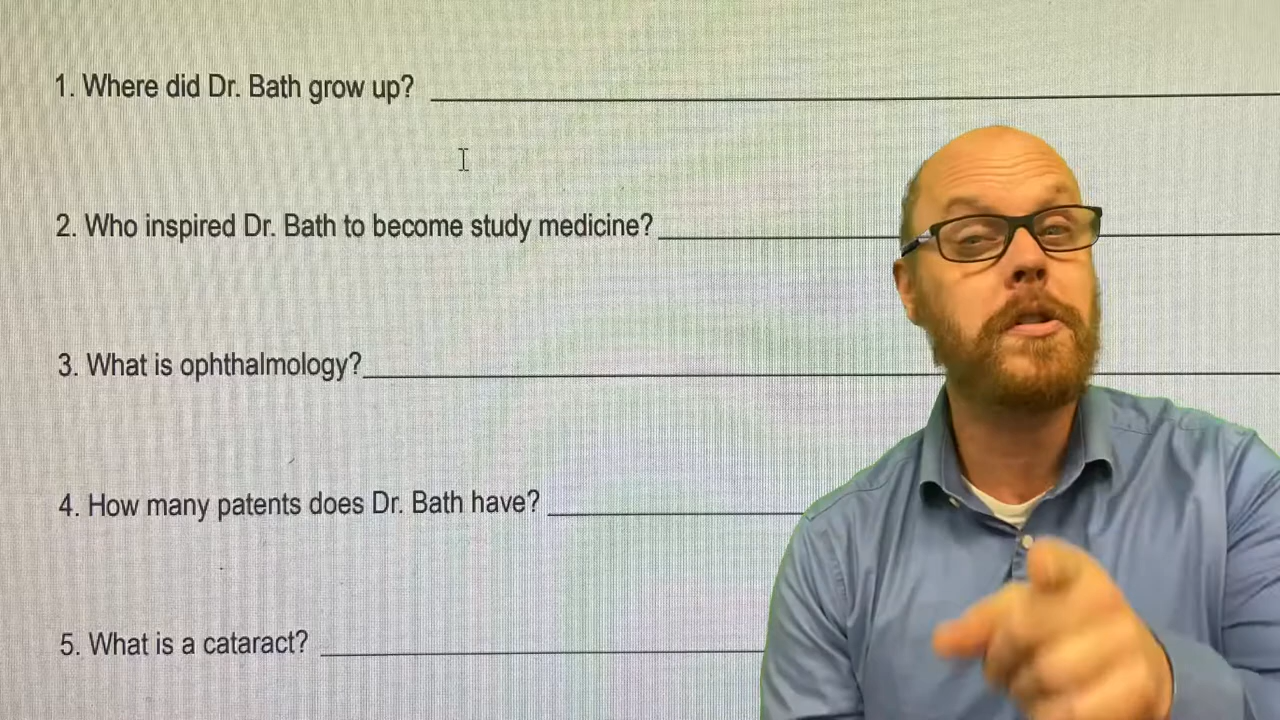 1. Where did Dr. Bath grow up?
2. Who inspired Dr. Bath to become study medicine?
3. What is ophthalmology?
4. How many patents does Dr. Bath have?
5. What is a cataract?